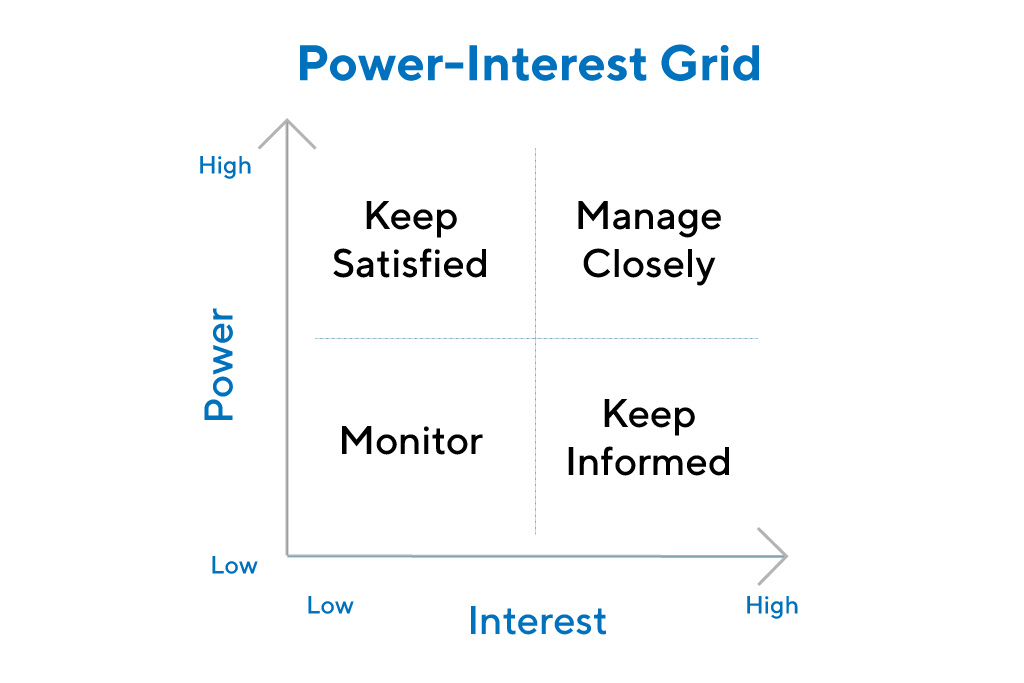 Power-Interest Grid
High
Keep
Satisfied
Manage
Closely
Power
Monitor
Keep
Informed
Low
Low
Interest
High